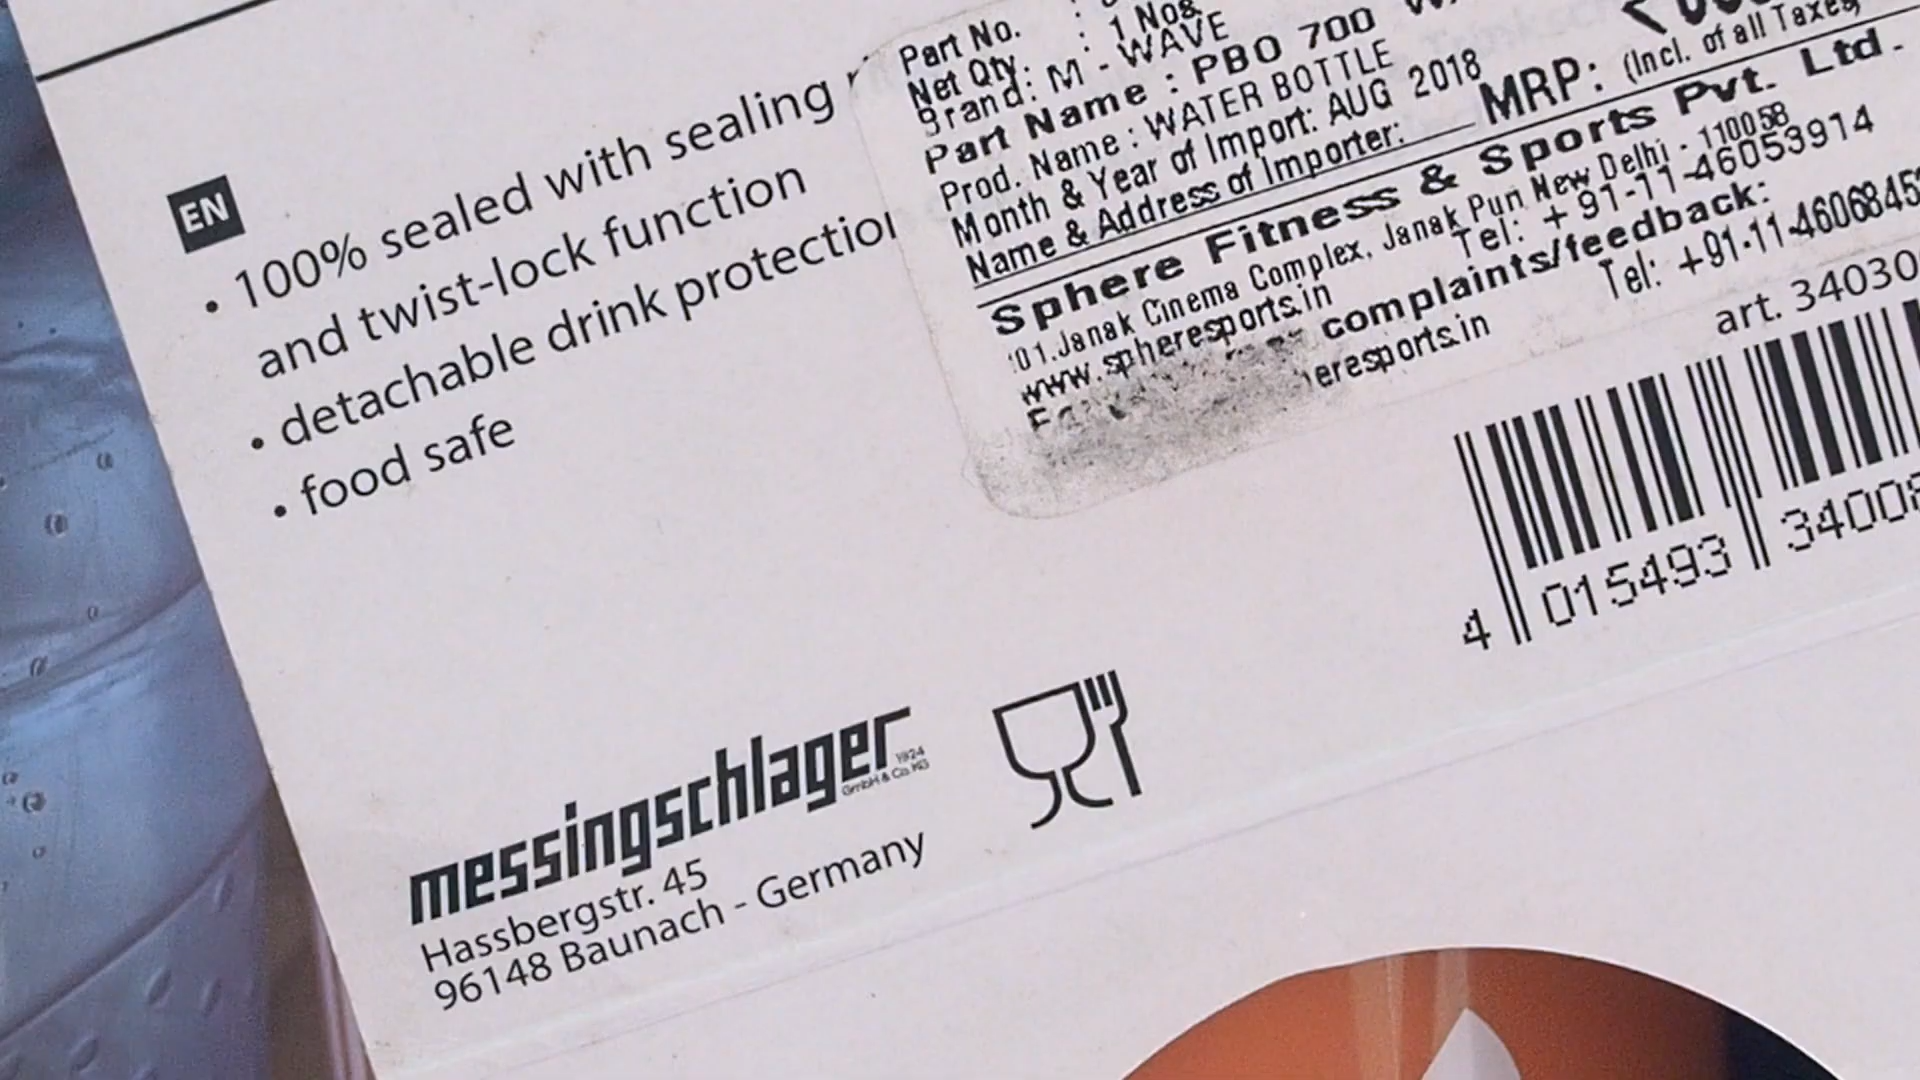 EN
• 100% sealed with sealing
and twist-lock function
• detachable drink protection
• food safe
Part No. :
Net Qty. : 1 Nos
Brand: M - WAVE
Part Name : PBO 700
Prod. Name : WATER BOTTLE
Month & Year of Import: AUG 2018
MRP:
(Incl. of all Taxes)
Name & Address of Importer:
Sphere Fitness & Sports Pvt. Ltd.
01.Janak Cinema Complex, Janak Puri New Delhi - 110058
www.spheresports.in Tel: +91-11-46053914
complaints/feedback:
eresports.in Tel: +91-11-4606845
art. 34030
4 015493 34008
messingschlager
1924
GmbH & Co. KG
Hassbergstr. 45
96148 Baunach - Germany